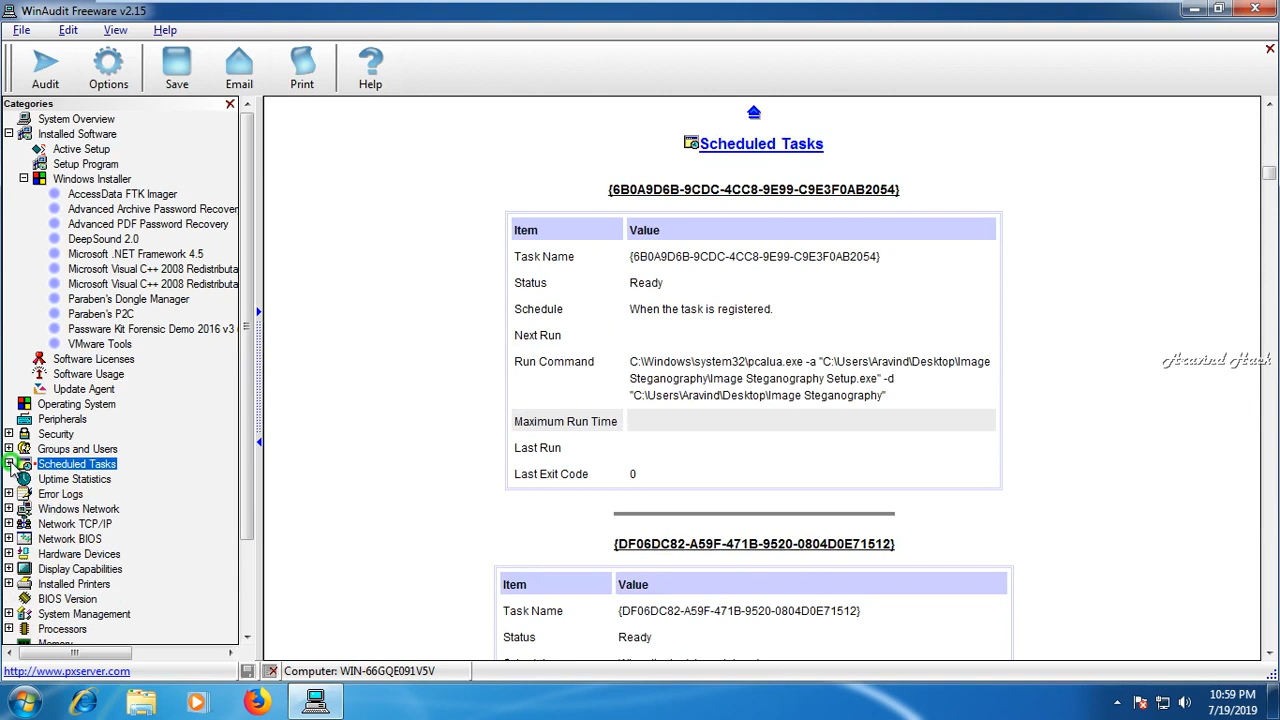 WinAudit Freeware v2.15
File Edit View Help
Audit Options Save Email Print Help
Categories
System Overview
Installed Software
Active Setup
Setup Program
Windows Installer
AccessData FTK Imager
Advanced Archive Password Recover
Advanced PDF Password Recovery
DeepSound 2.0
Microsoft .NET Framework 4.5
Microsoft Visual C++ 2008 Redistributa
Microsoft Visual C++ 2008 Redistributa
Paraben's Dongle Manager
Paraben's P2C
Passware Kit Forensic Demo 2016 v3
VMware Tools
Software Licenses
Software Usage
Update Agent
Operating System
Peripherals
Security
Groups and Users
Scheduled Tasks
Uptime Statistics
Error Logs
Windows Network
Network TCP/IP
Network BIOS
Hardware Devices
Display Capabilities
Installed Printers
BIOS Version
System Management
Processors
Memory
Scheduled Tasks
{6B0A9D6B-9CDC-4CC8-9E99-C9E3F0AB2054}
Item Value
Task Name {6B0A9D6B-9CDC-4CC8-9E99-C9E3F0AB2054}
Status Ready
Schedule When the task is registered.
Next Run
Run Command C:\Windows\system32\pcalua.exe -a "C:\Users\Aravind\Desktop\Image
Steganography\Image Steganography Setup.exe" -d
"C:\Users\Aravind\Desktop\Image Steganography"
Maximum Run Time
Last Run
Last Exit Code 0
{DF06DC82-A59F-471B-9520-0804D0E71512}
Item Value
Task Name {DF06DC82-A59F-471B-9520-0804D0E71512}
Status Ready
Aravind Hack
http://www.pxserver.com
Computer: WIN-66GQE091V5V
10:59 PM
7/19/2019